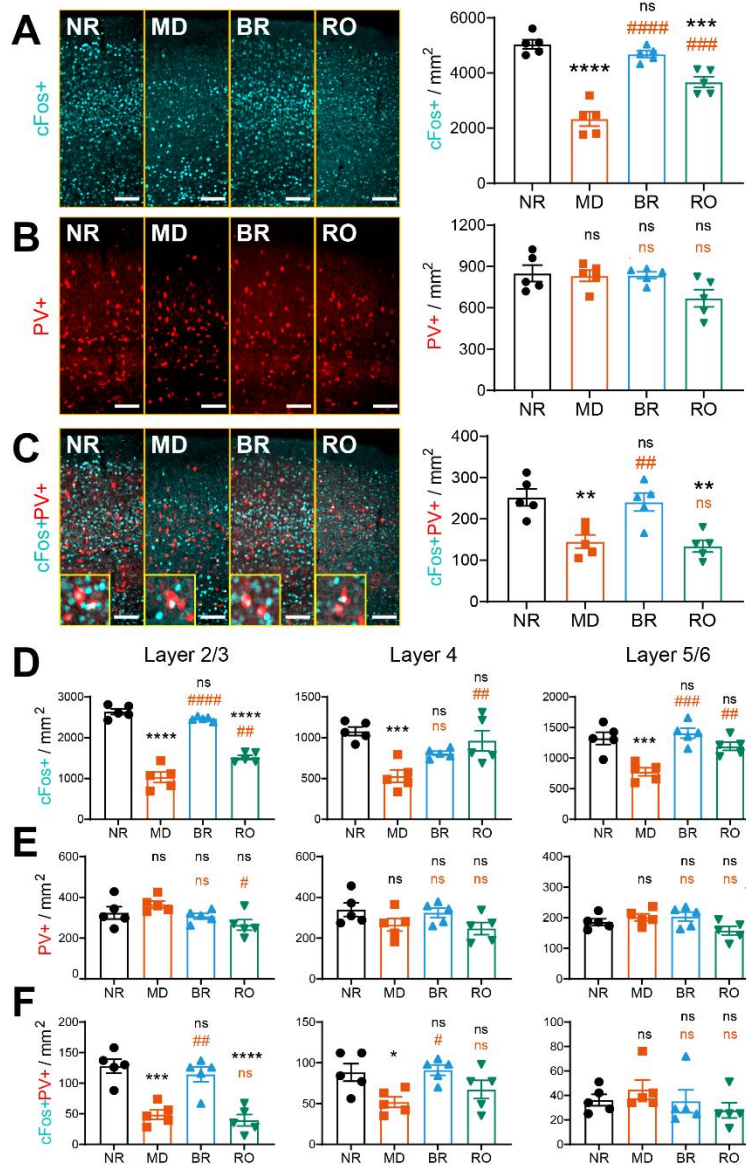 A
NR MD BR RO
cFos+
cFos+ / mm²
6000
4000
2000
0
**** ns #### *** ###
NR MD BR RO
B
NR MD BR RO
PV+
PV+ / mm²
1200
900
600
300
0
ns ns ns ns ns
NR MD BR RO
C
NR MD BR RO
cFos+PV+
cFos+PV+ / mm²
400
300
200
100
0
** ns ## ** ns
NR MD BR RO
D
Layer 2/3 Layer 4 Layer 5/6
cFos+ / mm²
3000
2000
1000
0
**** ns #### **** ##
NR MD BR RO
1500
1000
500
0
*** ns ns ns ##
NR MD BR RO
2000
1500
1000
500
0
*** ns ### ns ##
NR MD BR RO
E
PV+ / mm²
600
400
200
0
ns ns ns ns #
NR MD BR RO
600
400
200
0
ns ns ns ns ns
NR MD BR RO
400
300
200
100
0
ns ns ns ns ns
NR MD BR RO
F
cFos+PV+ / mm²
200
150
100
50
0
*** ns ## **** ns
NR MD BR RO
150
100
50
0
* ns # ns ns
NR MD BR RO
100
80
60
40
20
0
ns ns ns ns ns
NR MD BR RO